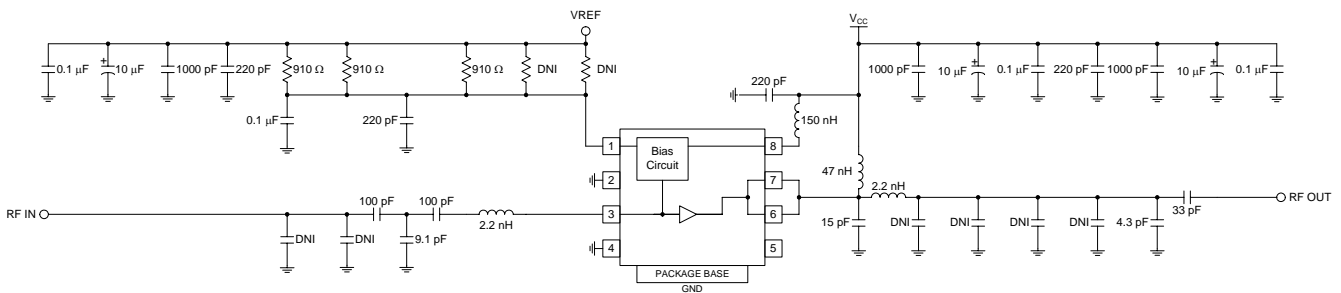 VREF
V_CC
0.1 µF
10 µF
1000 pF
220 pF
910 Ω
910 Ω
910 Ω
DNI
DNI
1000 pF
10 µF
0.1 µF
220 pF
1000 pF
10 µF
0.1 µF
220 pF
0.1 µF
220 pF
150 nH
1
Bias
Circuit
8
2
7
47 nH
2.2 nH
RF IN
100 pF
100 pF
2.2 nH
3
6
RF OUT
33 pF
DNI
DNI
9.1 pF
15 pF
DNI
DNI
DNI
4.3 pF
4
5
PACKAGE BASE
GND